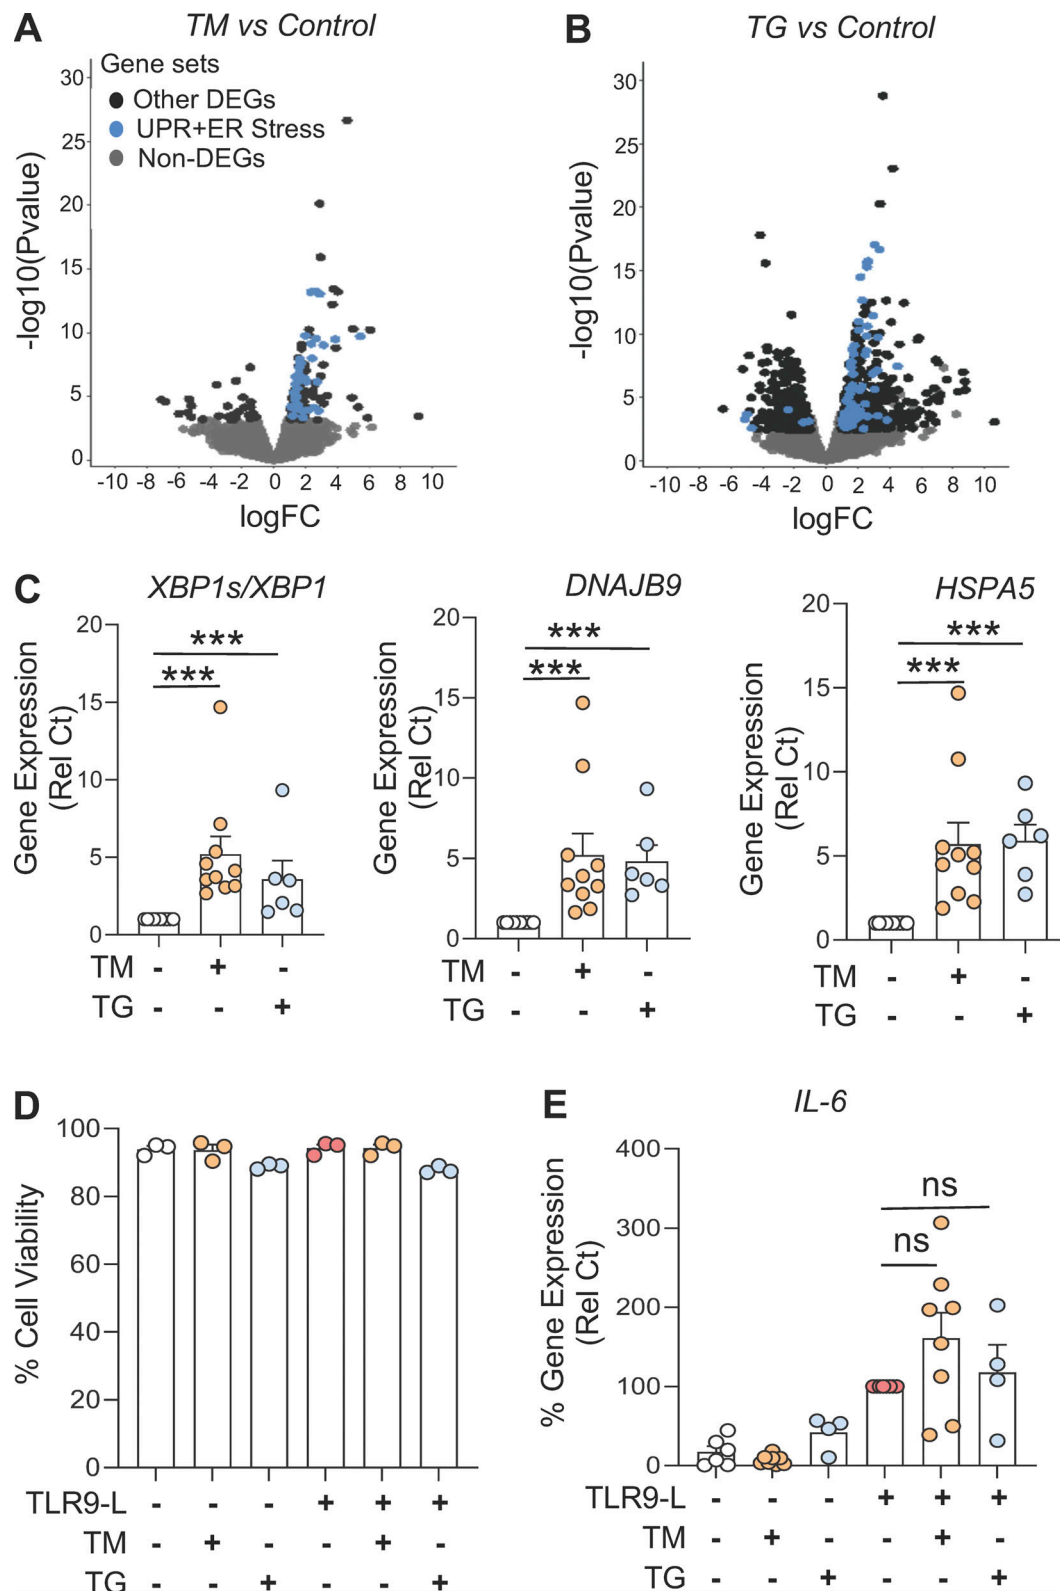 A
TM vs Control
Gene sets
Other DEGs
UPR+ER Stress
Non-DEGs
-log10(Pvalue)
30
25
20
15
10
5
0
-10 -8 -6 -4 -2 0 2 4 6 8 10
logFC
B
TG vs Control
-log10(Pvalue)
30
25
20
15
10
5
0
-10 -8 -6 -4 -2 0 2 4 6 8 10
logFC
C
XBP1s/XBP1
Gene Expression
(Rel Ct)
20
15
10
5
0
***
***
TM - + -
TG - - +
DNAJB9
Gene Expression
(Rel Ct)
20
15
10
5
0
***
***
TM - + -
TG - - +
HSPA5
Gene Expression
(Rel Ct)
20
15
10
5
0
***
***
TM - + -
TG - - +
D
% Cell Viability
100
80
60
40
20
0
TLR9-L - - - + + +
TM - + - - + -
TG - - + - - +
E
IL-6
% Gene Expression
(Rel Ct)
400
300
200
100
0
ns
ns
TLR9-L - - - + + +
TM - + - - + -
TG - - + - - +